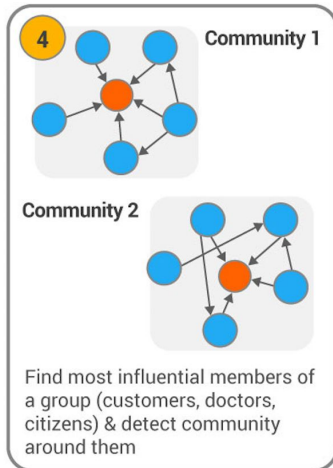 4
Community 1
Community 2
Find most influential members of
a group (customers, doctors,
citizens) & detect community
around them